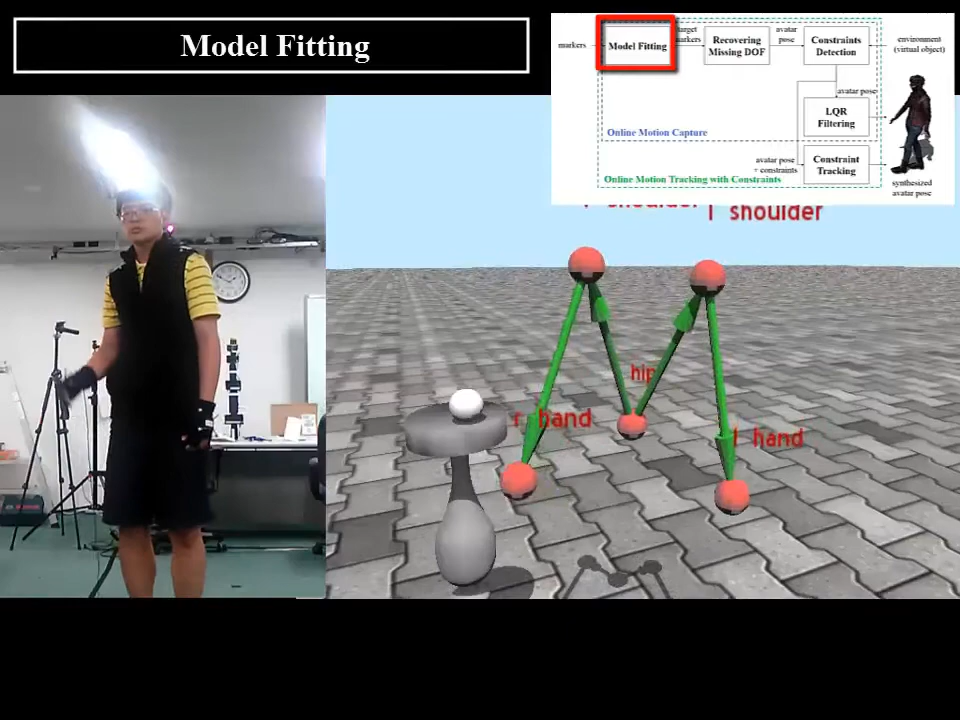 Model Fitting
markers
Model Fitting
target
markers
Recovering
Missing DOF
avatar
pose
Constraints
Detection
environment
(virtual object)
avatar pose
LQR
Filtering
Online Motion Capture
avatar pose
+ constraints
Constraint
Tracking
Online Motion Tracking with Constraints
synthesized
avatar pose
r shoulder
l shoulder
hip
r hand
l hand